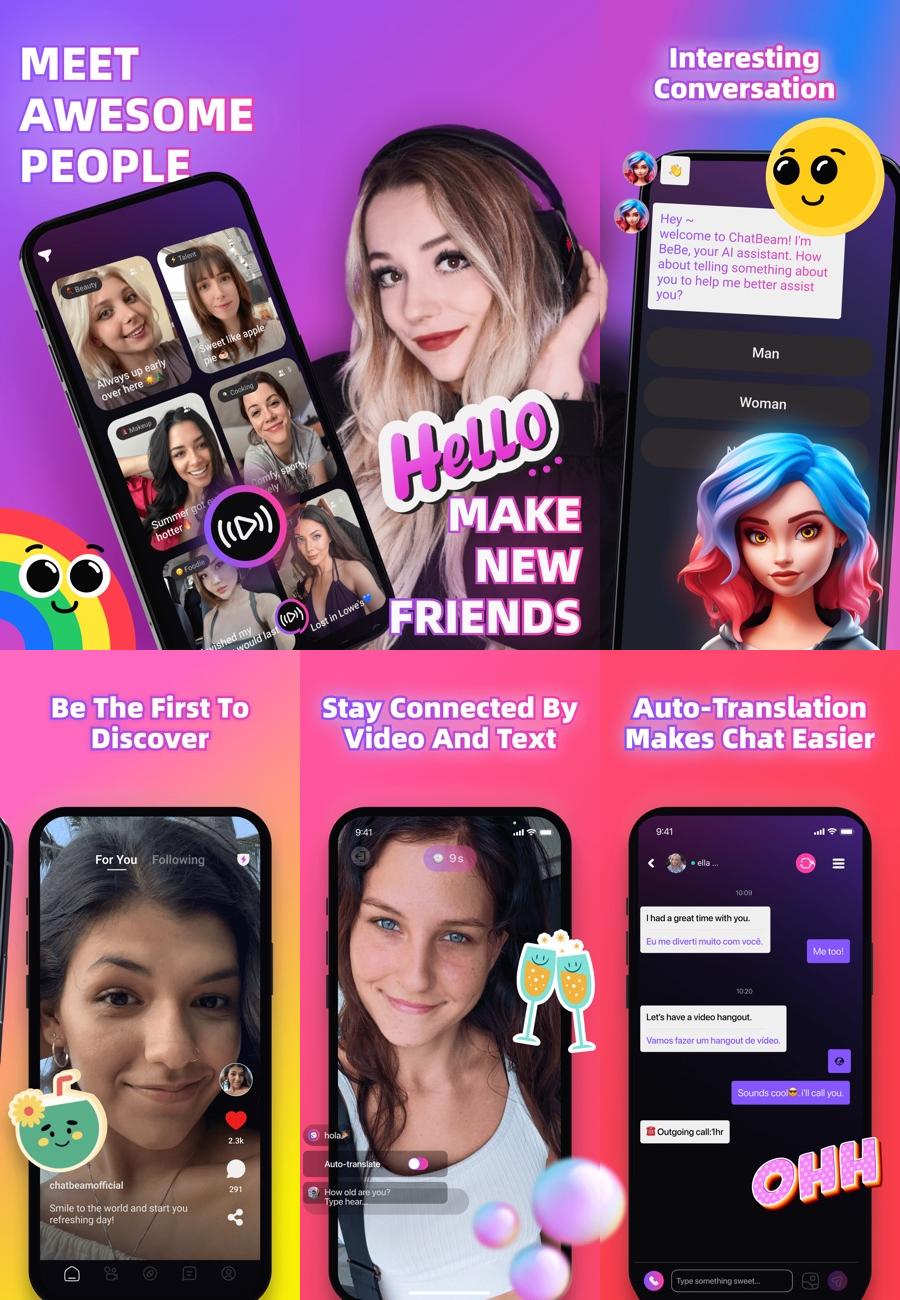 MEET
AWESOME
PEOPLE
Beauty
Talent
Always up early
over here
Sweet like apple
pie
Makeup
Cooking
5
Summer got
hotter
sporty,
Foodie
wished my
would last
Lost in Lowe's
Hello
MAKE
NEW
FRIENDS
Interesting
Conversation
Hey ~
welcome to ChatBeam! I'm
BeBe, your AI assistant. How
about telling something about
you to help me better assist
you?
Man
Woman
Be The First To
Discover
For You Following
2.3k
291
chatbeamofficial
Smile to the world and start you
refreshing day!
Stay Connected By
Video And Text
9:41
9s
hola
Auto-translate
How old are you?
Type hear...
Auto-Translation
Makes Chat Easier
9:41
ella ...
10:09
I had a great time with you.
Eu me diverti muito com você.
Me too!
10:20
Let's have a video hangout.
Vamos fazer um hangout de vídeo.
Sounds cool😎. i'll call you.
Outgoing call:1hr
OHH
Type something sweet...